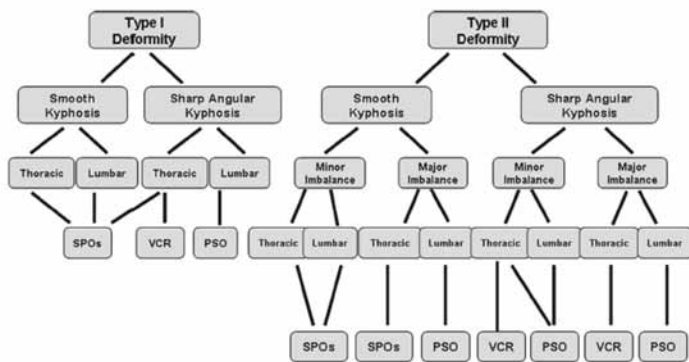 Type I
Deformity
Type II
Deformity
Smooth
Kyphosis
Sharp Angular
Kyphosis
Smooth
Kyphosis
Sharp Angular
Kyphosis
Thoracic
Lumbar
Thoracic
Lumbar
Minor
Imbalance
Major
Imbalance
Minor
Imbalance
Major
Imbalance
SPOs
VCR
PSO
Thoracic
Lumbar
Thoracic
Lumbar
Thoracic
Lumbar
Thoracic
Lumbar
SPOs
SPOs
PSO
VCR
PSO
VCR
PSO